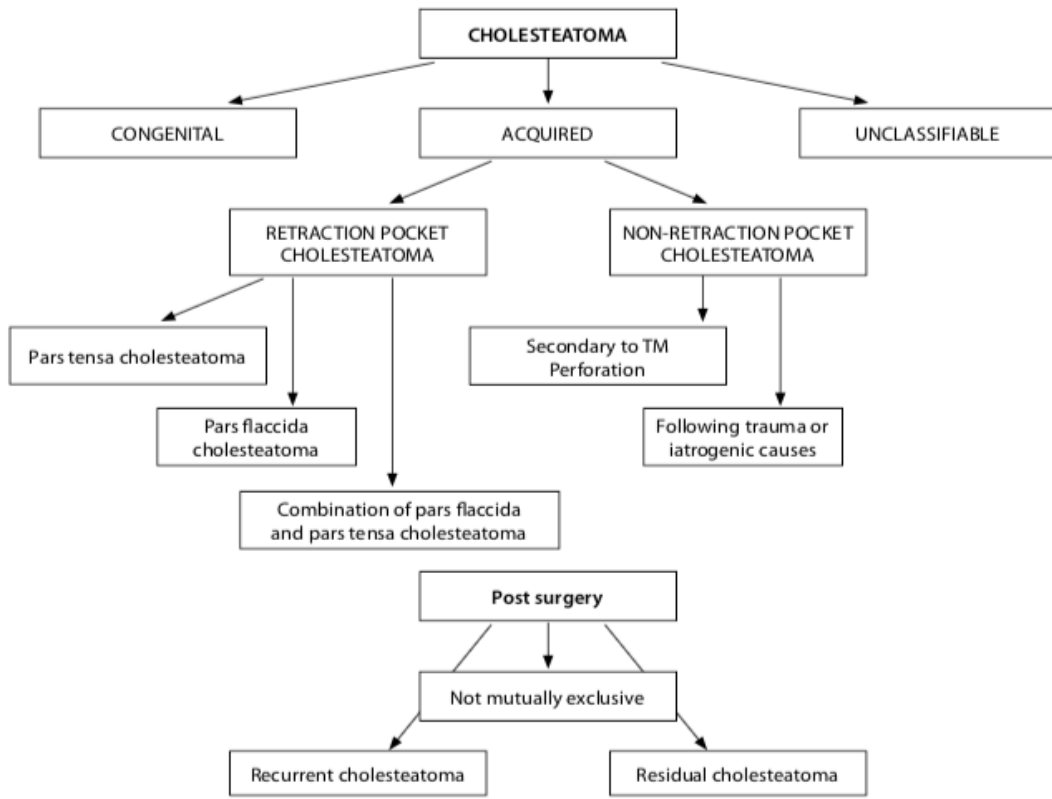 CHOLESTEATOMA
CONGENITAL
ACQUIRED
UNCLASSIFIABLE
RETRACTION POCKET
CHOLESTEATOMA
NON-RETRACTION POCKET
CHOLESTEATOMA
Pars tensa cholesteatoma
Secondary to TM
Perforation
Pars flaccida
cholesteatoma
Following trauma or
iatrogenic causes
Combination of pars flaccida
and pars tensa cholesteatoma
Post surgery
Not mutually exclusive
Recurrent cholesteatoma
Residual cholesteatoma